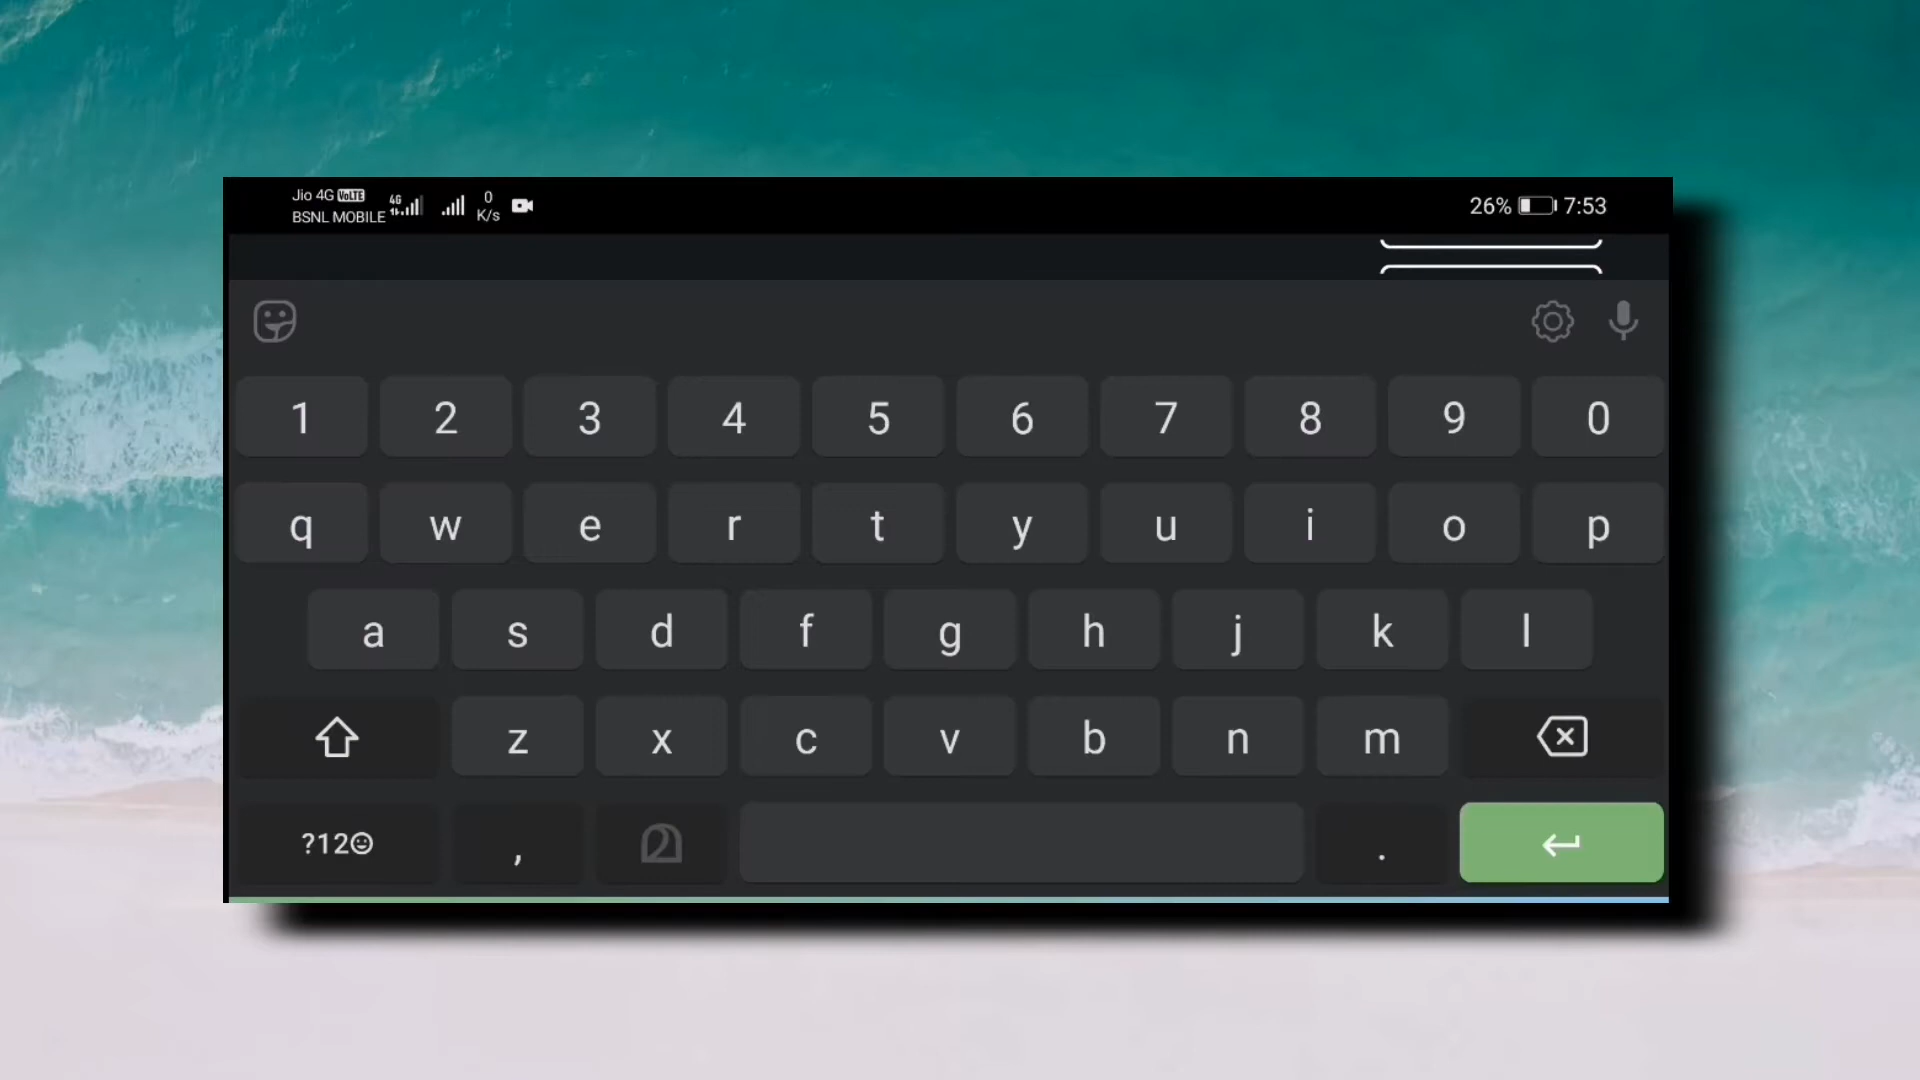 Jio 4G VoLTE
BSNL MOBILE 4G 0 K/s 26% 7:53
1 2 3 4 5 6 7 8 9 0
q w e r t y u i o p
a s d f g h j k l
z x c v b n m
?12☺ , മ .